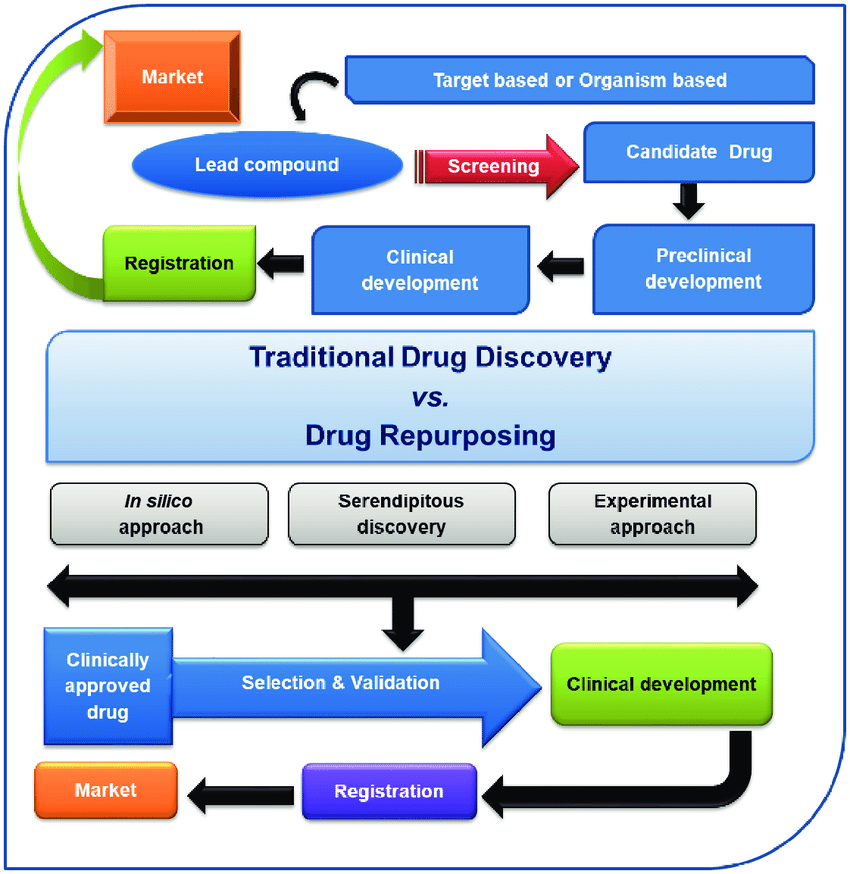 Market
Target based or Organism based
Lead compound
Screening
Candidate Drug
Registration
Clinical
development
Preclinical
development
Traditional Drug Discovery
vs.
Drug Repurposing
In silico
approach
Serendipitous
discovery
Experimental
approach
Clinically
approved
drug
Selection & Validation
Clinical development
Market
Registration